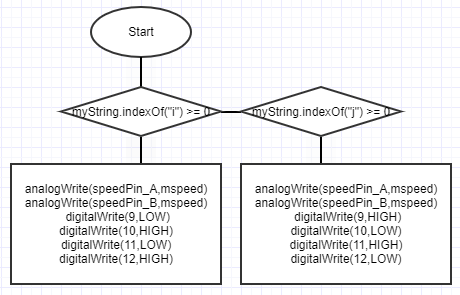 Start
myString.indexOf("i") >= 0
myString.indexOf("j") >= 0
analogWrite(speedPin_A,mspeed)
analogWrite(speedPin_B,mspeed)
digitalWrite(9,LOW)
digitalWrite(10,HIGH)
digitalWrite(11,LOW)
digitalWrite(12,HIGH)
analogWrite(speedPin_A,mspeed)
analogWrite(speedPin_B,mspeed)
digitalWrite(9,HIGH)
digitalWrite(10,LOW)
digitalWrite(11,HIGH)
digitalWrite(12,LOW)